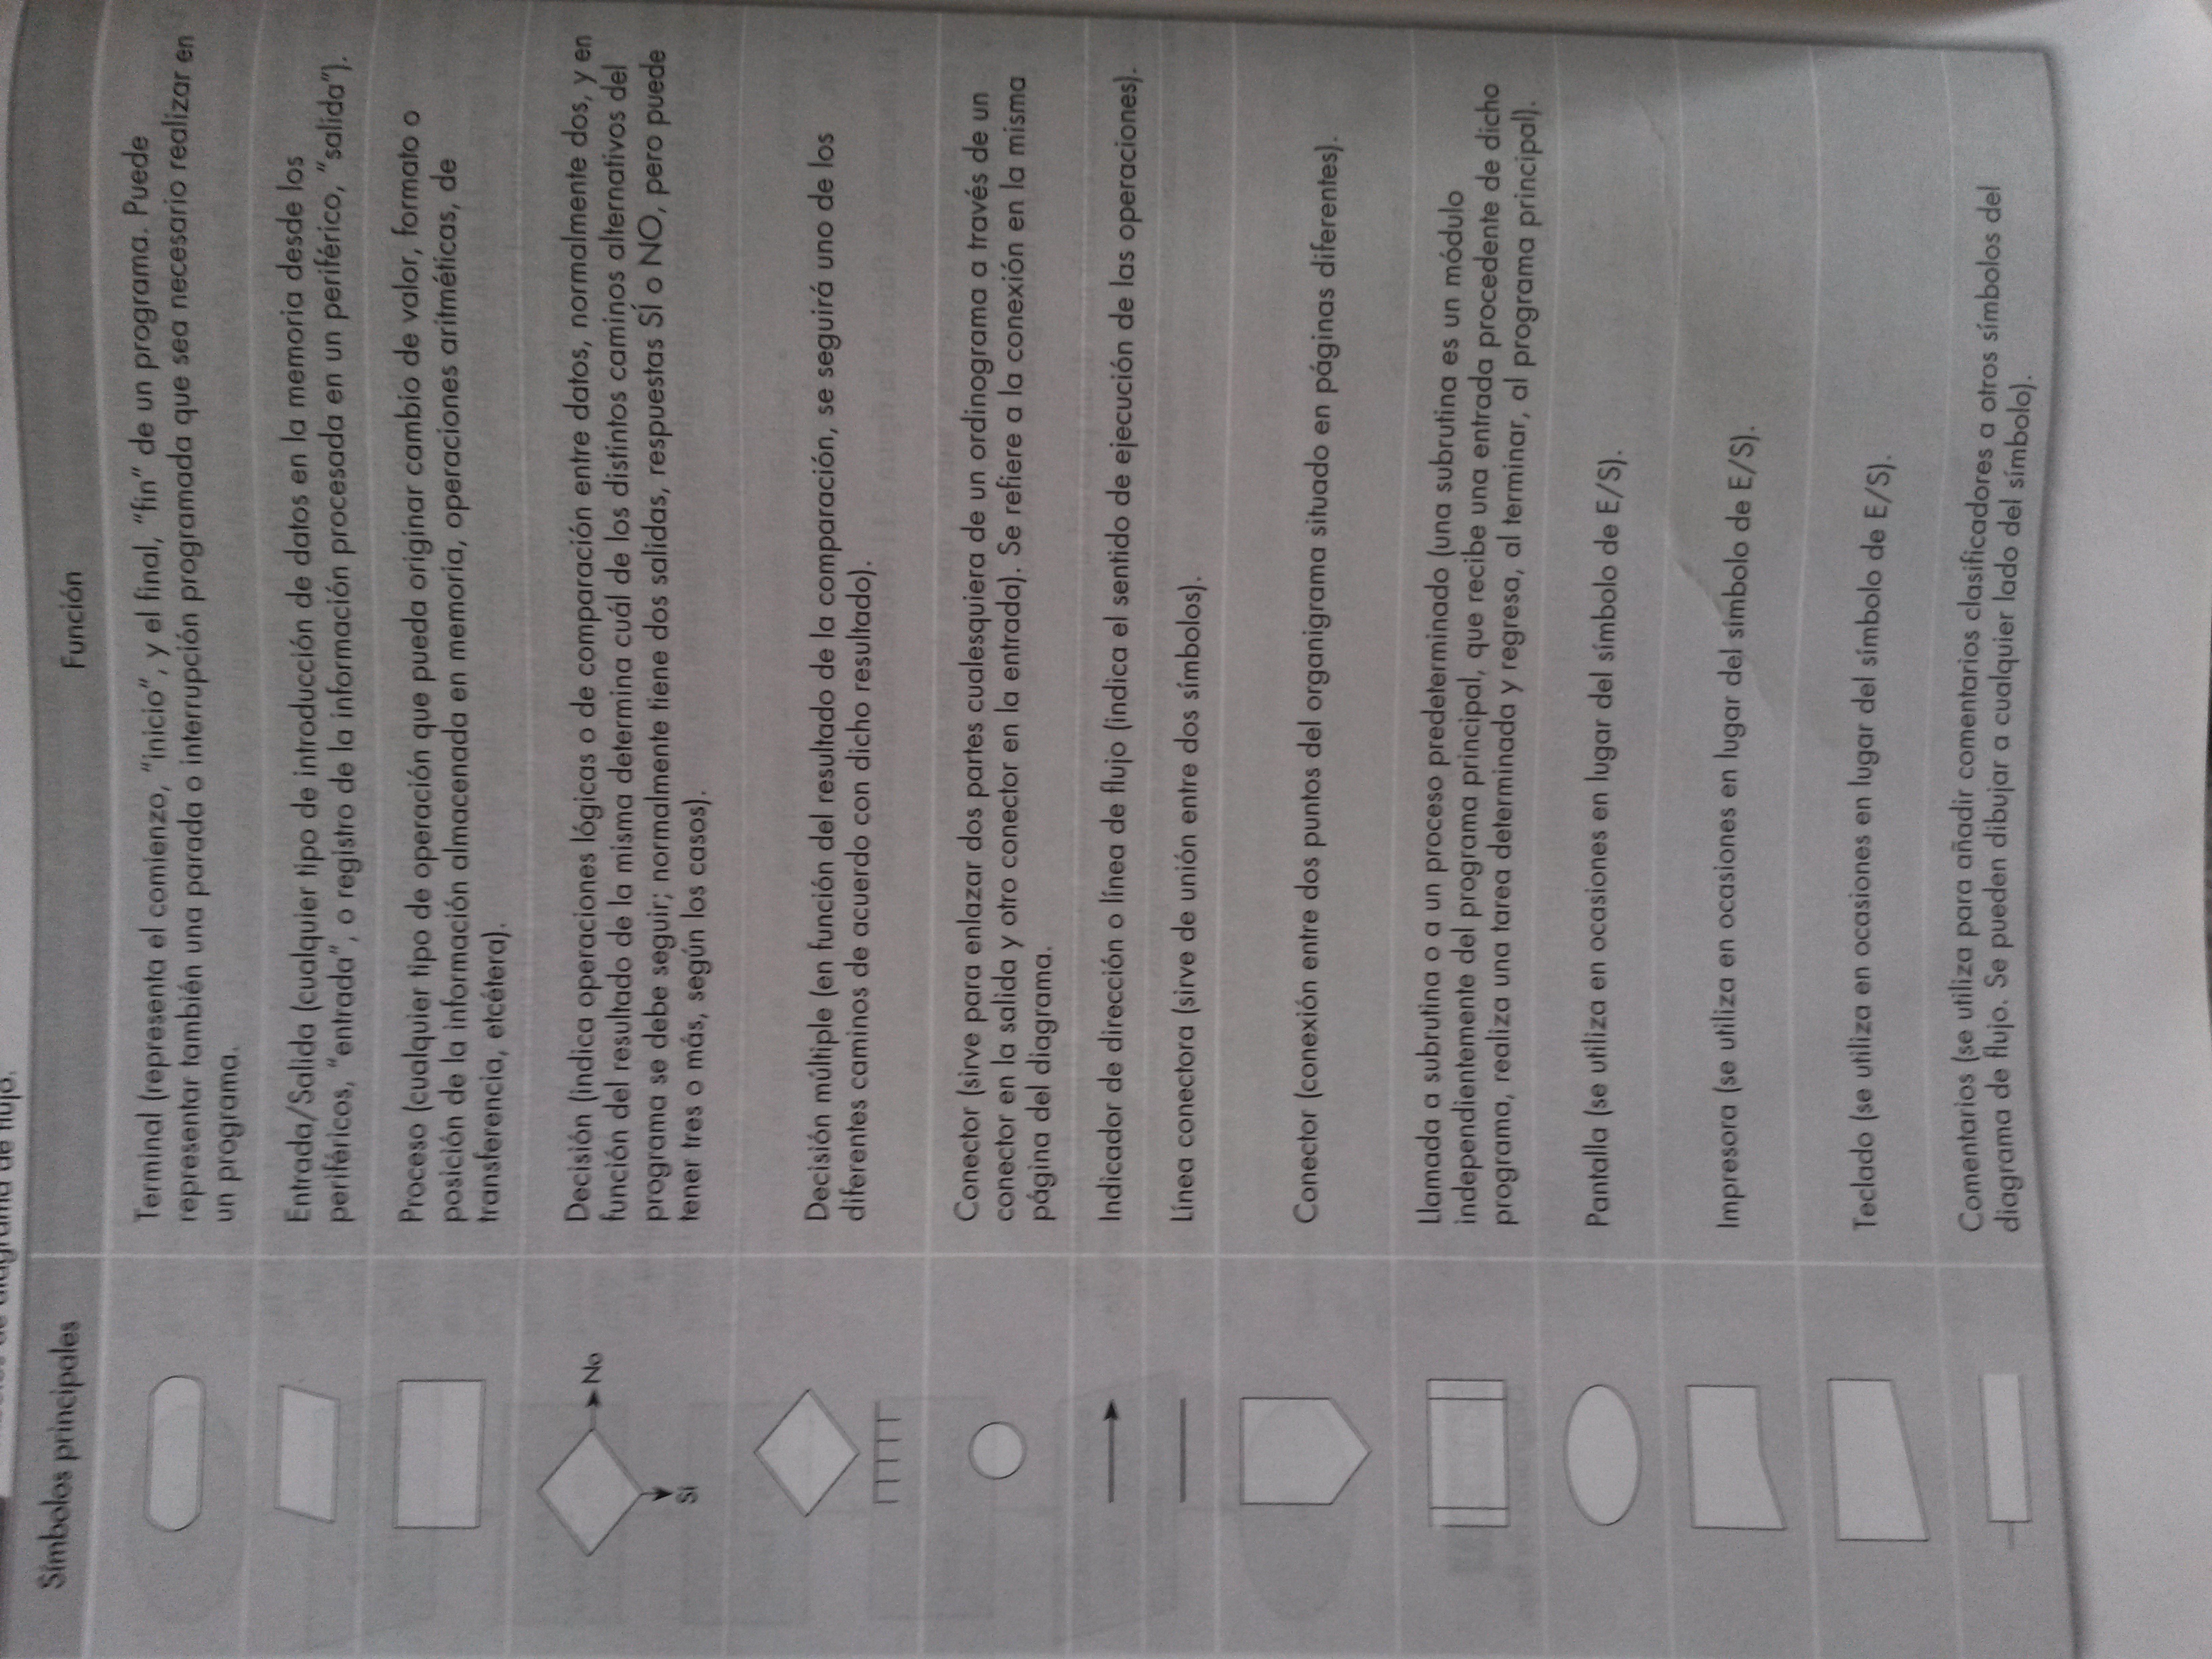 de diagrama de flujo.
Símbolos principales
Función
Terminal (representa el comienzo, "inicio", y el final, "fin" de un programa. Puede
representar también una parada o interrupción programada que sea necesario realizar en
un programa.
Entrada/Salida (cualquier tipo de introducción de datos en la memoria desde los
periféricos, "entrada", o registro de la información procesada en un periférico, "salida").
Proceso (cualquier tipo de operación que pueda originar cambio de valor, formato o
posición de la información almacenada en memoria, operaciones aritméticas, de
transferencia, etcétera).
No
Sí
Decisión (indica operaciones lógicas o de comparación entre datos, normalmente dos, y en
función del resultado de la misma determina cuál de los distintos caminos alternativos del
programa se debe seguir; normalmente tiene dos salidas, respuestas SÍ o NO, pero puede
tener tres o más, según los casos).
Decisión múltiple (en función del resultado de la comparación, se seguirá uno de los
diferentes caminos de acuerdo con dicho resultado).
Conector (sirve para enlazar dos partes cualesquiera de un ordinograma a través de un
conector en la salida y otro conector en la entrada). Se refiere a la conexión en la misma
página del diagrama.
Indicador de dirección o línea de flujo (indica el sentido de ejecución de las operaciones).
Línea conectora (sirve de unión entre dos símbolos).
Conector (conexión entre dos puntos del organigrama situado en páginas diferentes).
Llamada a subrutina o a un proceso predeterminado (una subrutina es un módulo
independientemente del programa principal, que recibe una entrada procedente de dicho
programa, realiza una tarea determinada y regresa, al terminar, al programa principal).
Pantalla (se utiliza en ocasiones en lugar del símbolo de E/S).
Impresora (se utiliza en ocasiones en lugar del símbolo de E/S).
Teclado (se utiliza en ocasiones en lugar del símbolo de E/S).
Comentarios (se utiliza para añadir comentarios clasificadores a otros símbolos del
diagrama de flujo. Se pueden dibujar a cualquier lado del símbolo).